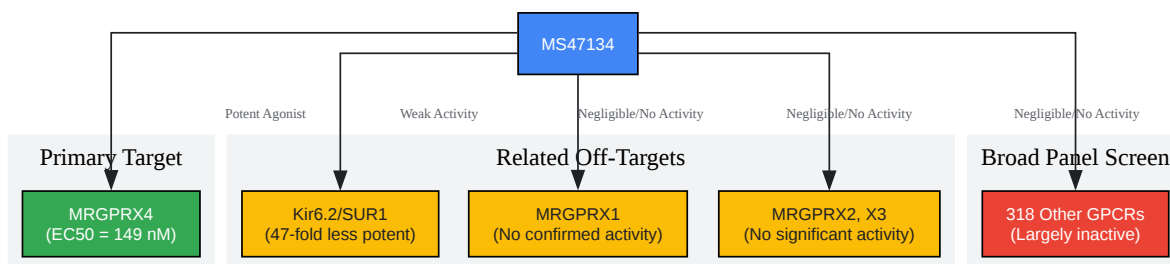 MS47134
Potent Agonist
Weak Activity
Negligible/No Activity
Negligible/No Activity
Negligible/No Activity
Primary Target
Related Off-Targets
Broad Panel Screen
MRGPRX4
(EC50 = 149 nM)
Kir6.2/SUR1
(47-fold less potent)
MRGPRX1
(No confirmed activity)
MRGPRX2, X3
(No significant activity)
318 Other GPCRs
(Largely inactive)